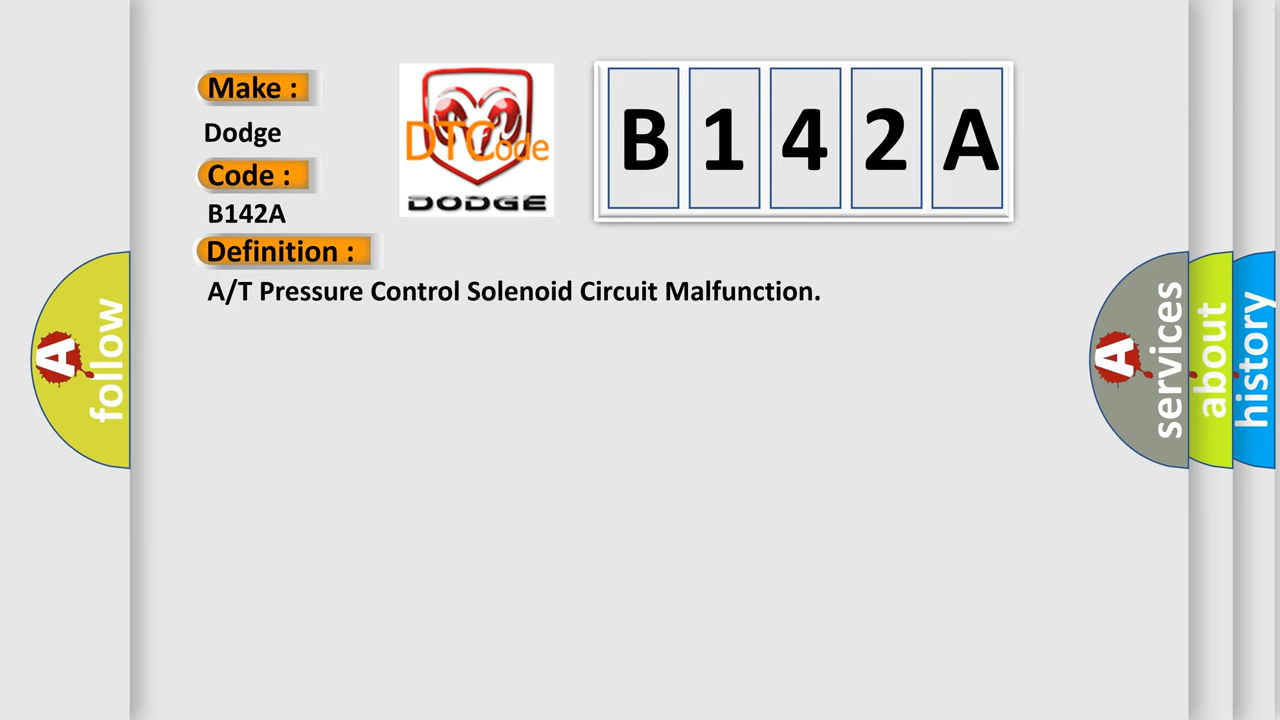 Make :
Dodge
Code :
B142A
Definition :
A/T Pressure Control Solenoid Circuit Malfunction.
DTCode
DODGE
B 1 4 2 A
A follow
A services
about
history